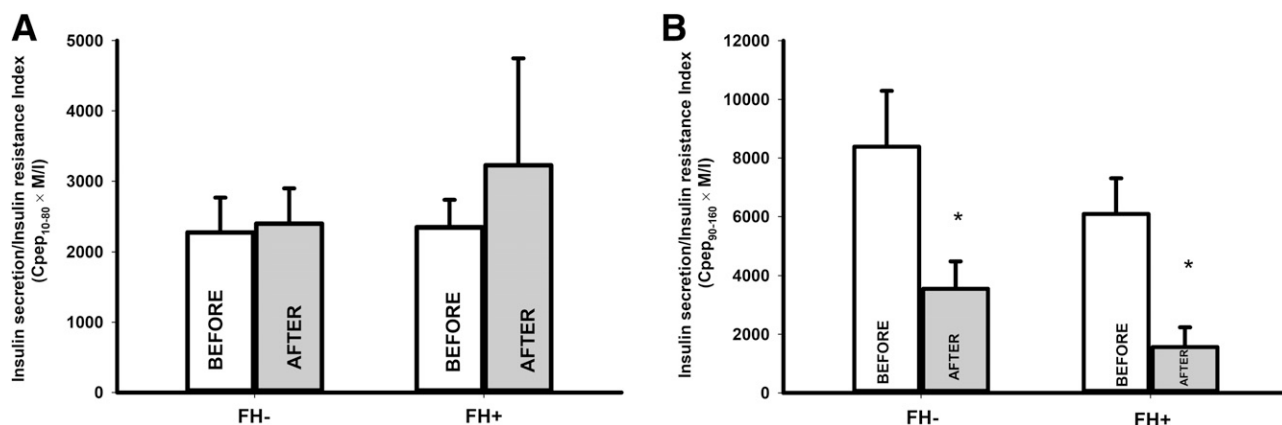 A
Insulin secretion/Insulin resistance Index
(Cpep10-80 × M/I)
5000
4000
3000
2000
1000
0
BEFORE
AFTER
BEFORE
AFTER
FH-
FH+
B
Insulin secretion/Insulin resistance Index
(Cpep90-160 × M/I)
12000
10000
8000
6000
4000
2000
0
BEFORE
*
AFTER
BEFORE
*
AFTER
FH-
FH+